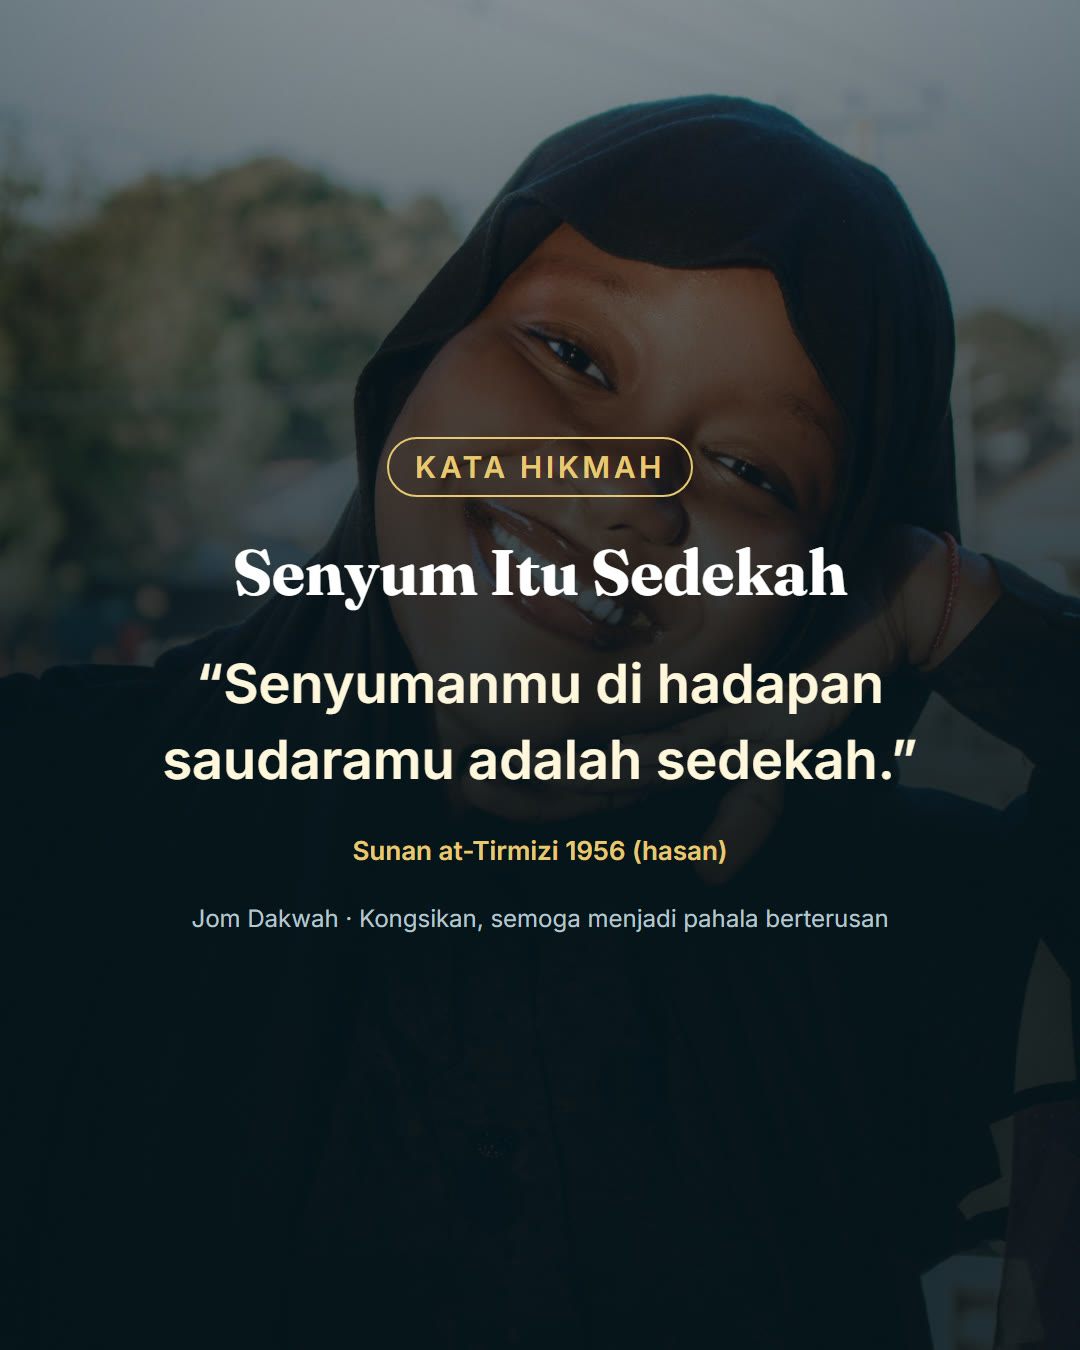 KATA HIKMAH
Senyum Itu Sedekah
“Senyumanmu di hadapan
saudaramu adalah sedekah.”
Sunan at-Tirmizi 1956 (hasan)
Jom Dakwah · Kongsikan, semoga menjadi pahala berterusan